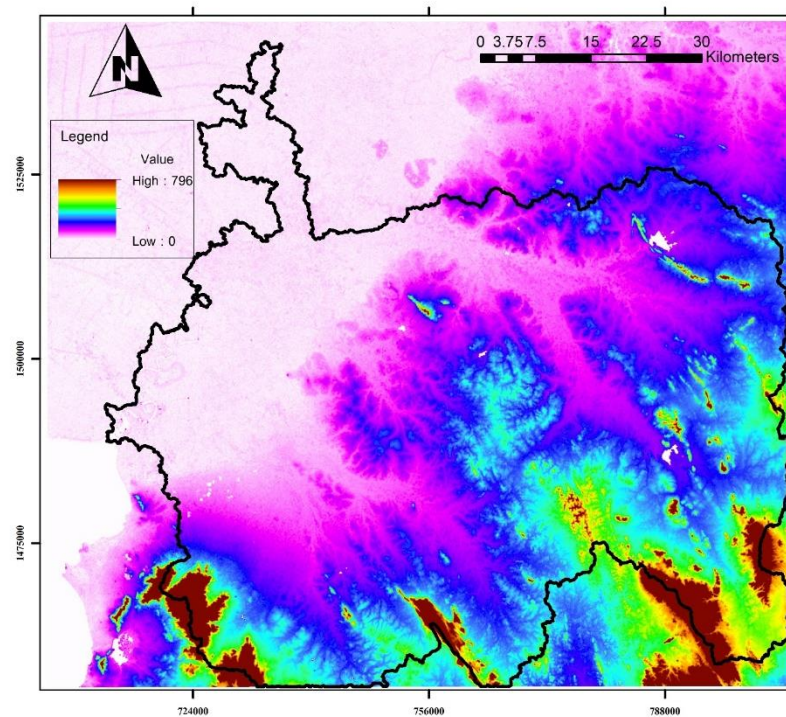 N
0 3.75 7.5 15 22.5 30
Kilometers
Legend
Value
High : 796
Low : 0
1525000
1500000
1475000
724000 756000 788000